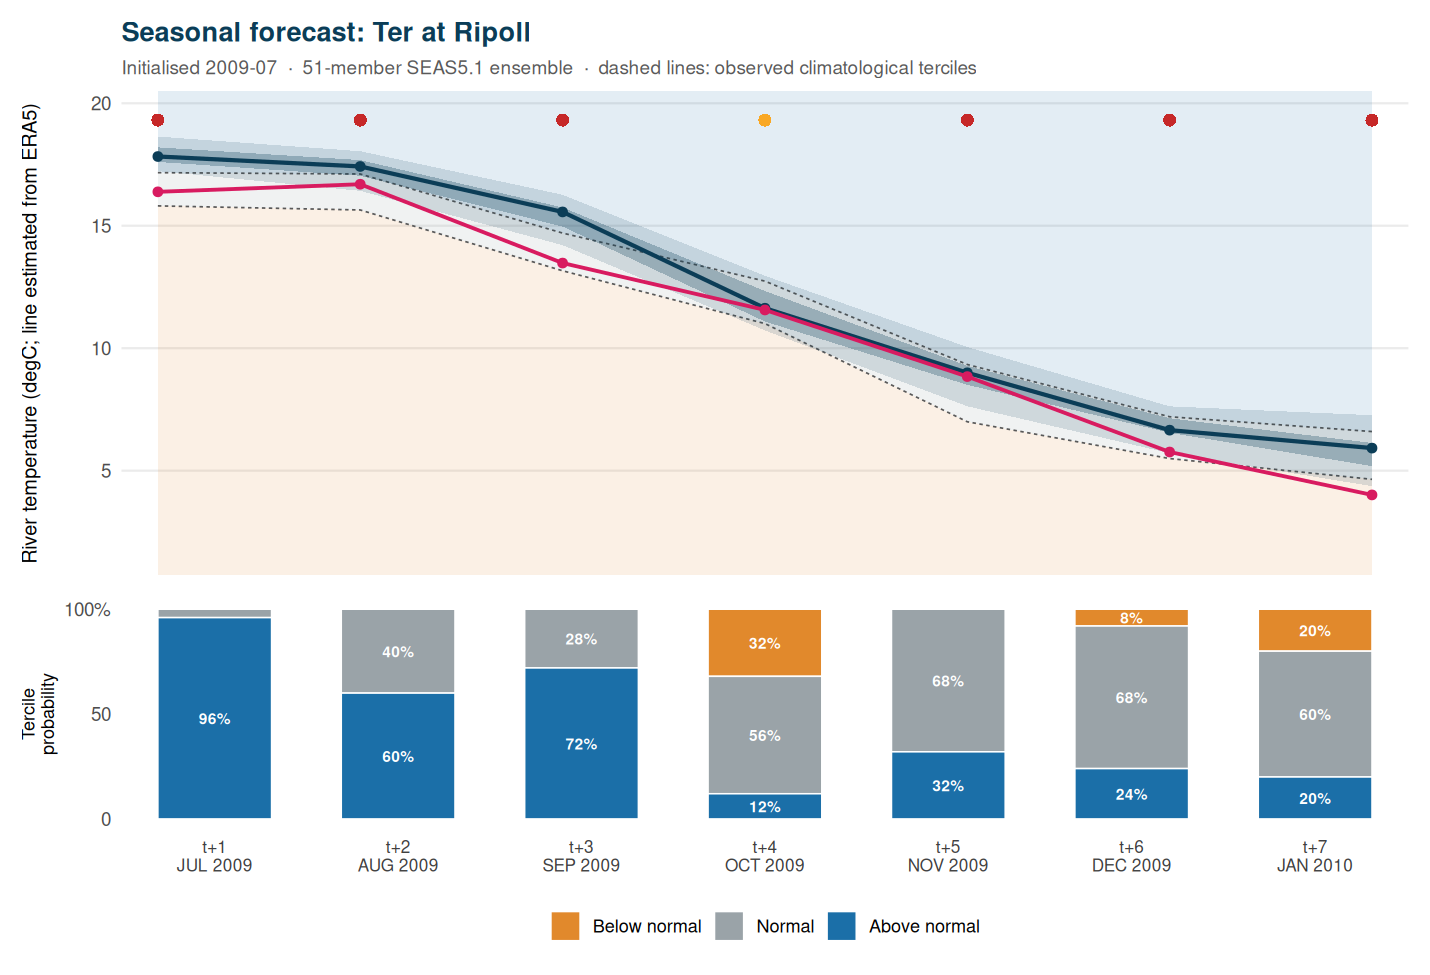 Seasonal forecast: Ter at Ripoll
Initialised 2009-07 · 51-member SEAS5.1 ensemble · dashed lines: observed climatological terciles
River temperature (degC; line estimated from ERA5)
20
15
10
5
Tercile
probability
100%
50
0
96%
40%
60%
28%
72%
32%
56%
12%
68%
32%
8%
68%
24%
20%
60%
20%
t+1 t+2 t+3 t+4 t+5 t+6 t+7
JUL 2009 AUG 2009 SEP 2009 OCT 2009 NOV 2009 DEC 2009 JAN 2010
Below normal Normal Above normal